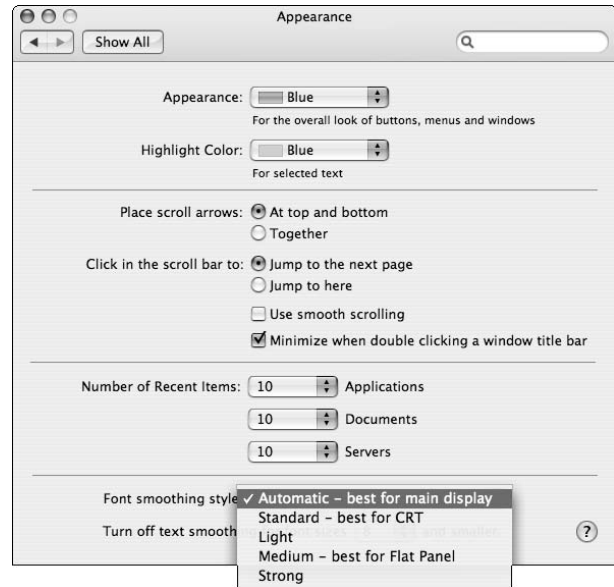 Appearance
Show All
Appearance: Blue
For the overall look of buttons, menus and windows
Highlight Color: Blue
For selected text
Place scroll arrows: At top and bottom
Together
Click in the scroll bar to: Jump to the next page
Jump to here
Use smooth scrolling
Minimize when double clicking a window title bar
Number of Recent Items: 10 Applications
10 Documents
10 Servers
Font smoothing style
✓ Automatic – best for main display
Standard – best for CRT
Light
Medium – best for Flat Panel
Strong
Turn off text smooth and smaller. ?